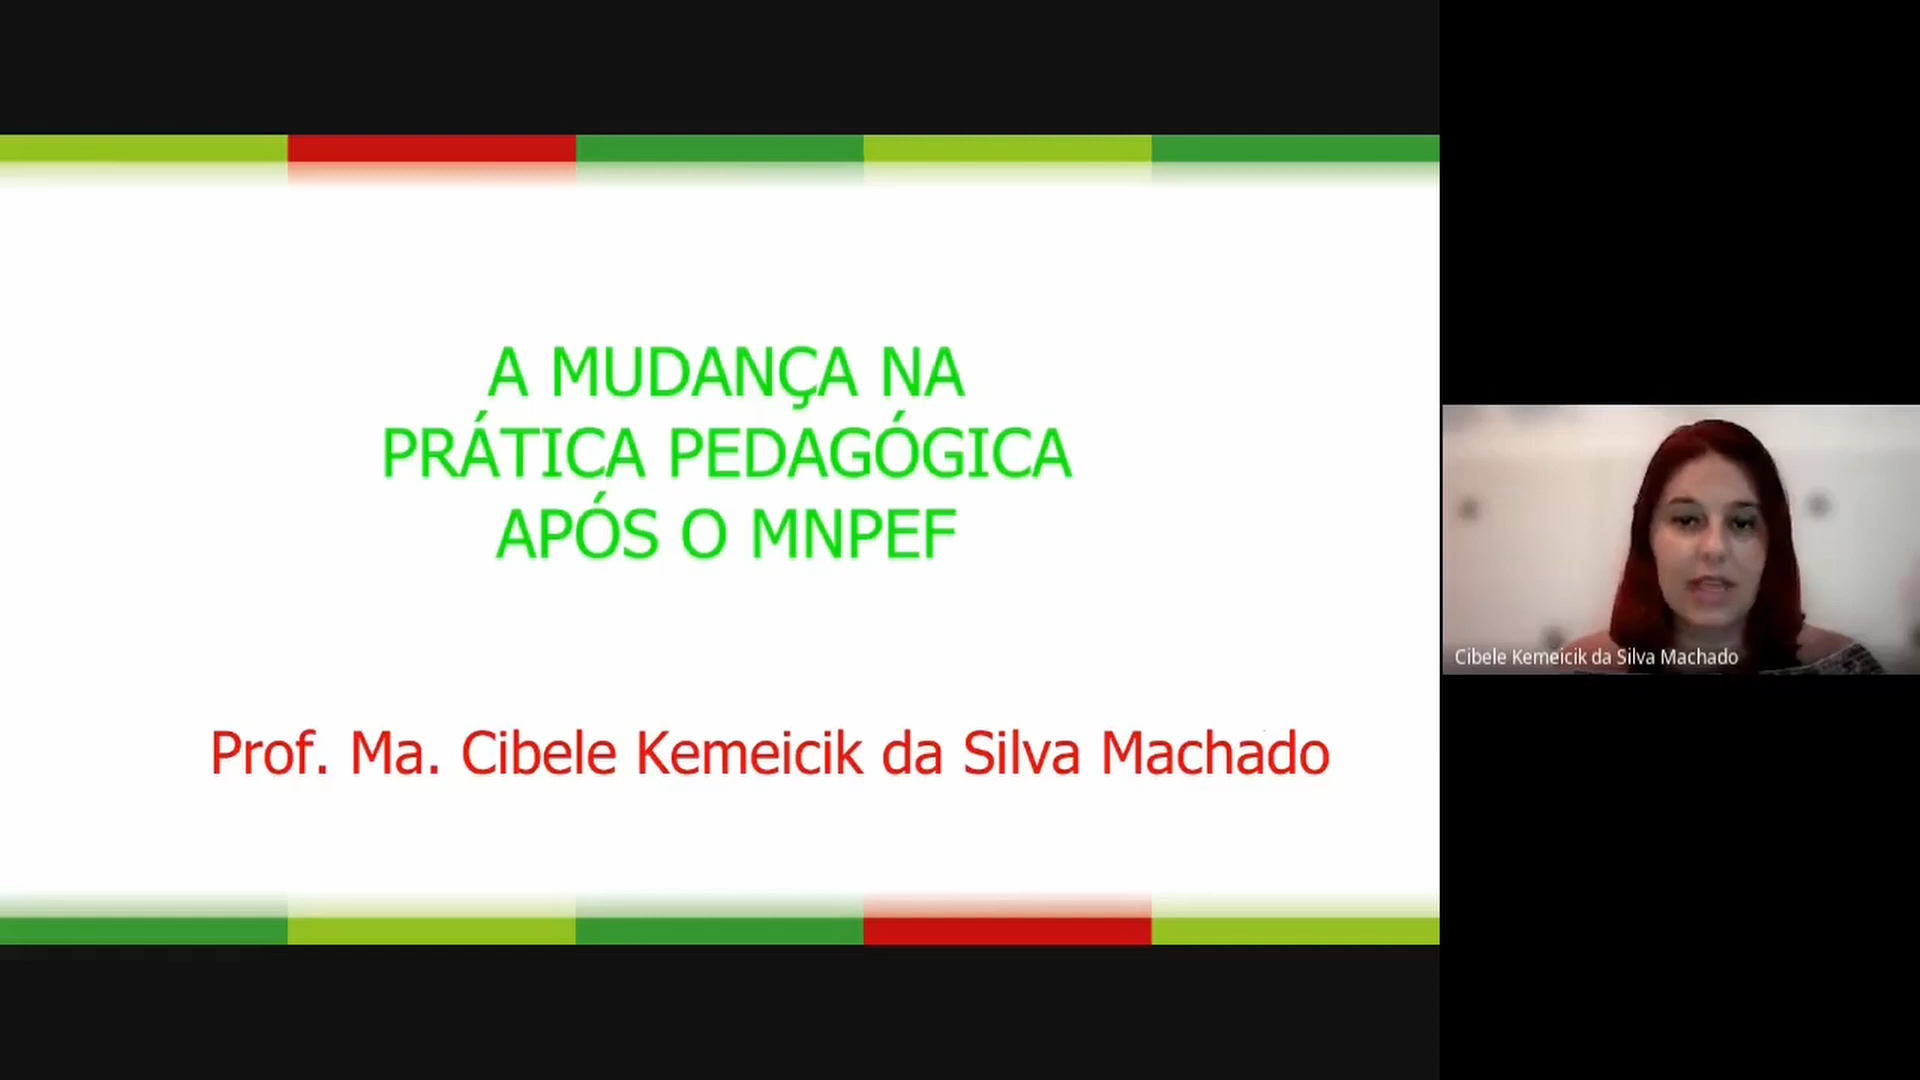 A MUDANÇA NA
PRÁTICA PEDAGÓGICA
APÓS O MNPEF
Prof. Ma. Cibele Kemeicik da Silva Machado
Cibele Kemeicik da Silva Machado